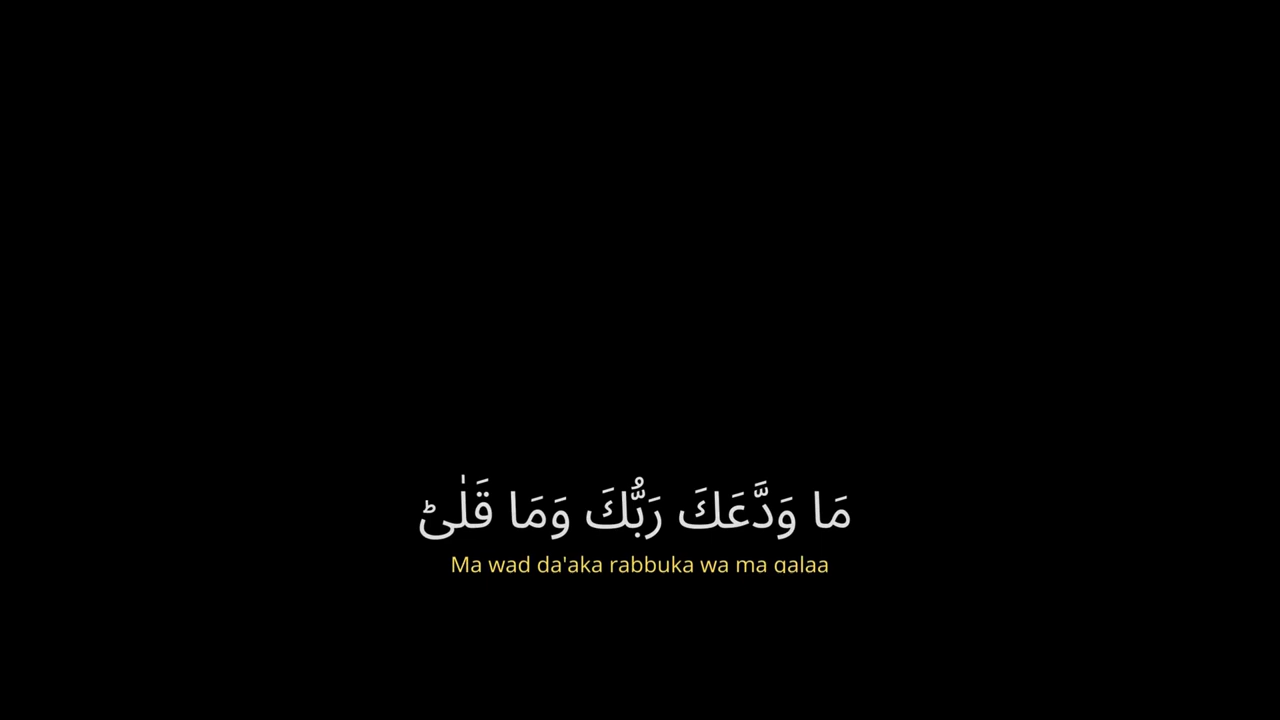 مَا وَدَّعَكَ رَبُّكَ وَمَا قَلٰىؕ
Ma wad da'aka rabbuka wa ma qalaa